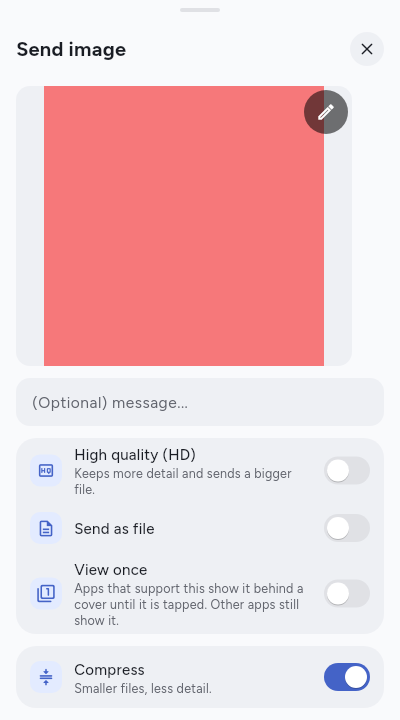 Send image
(Optional) message...
HQ
High quality (HD)
Keeps more detail and sends a bigger
file.
Send as file
1
View once
Apps that support this show it behind a
cover until it is tapped. Other apps still
show it.
Compress
Smaller files, less detail.